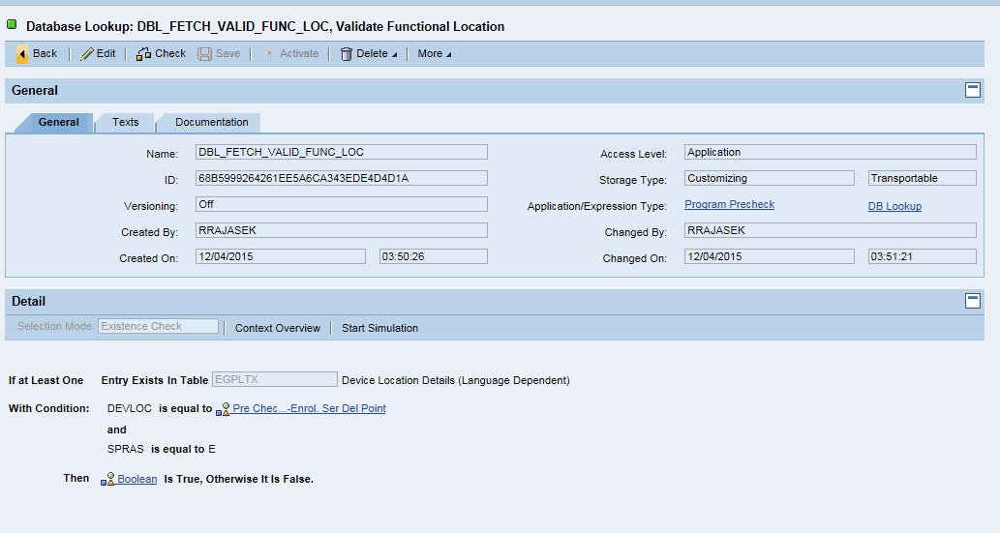 Database Lookup: DBL_FETCH_VALID_FUNC_LOC, Validate Functional Location
Back Edit Check Save Activate Delete More
General
General Texts Documentation
Name: DBL_FETCH_VALID_FUNC_LOC Access Level: Application
ID: 68B5999264261EE5A6CA343EDE4D4D1A Storage Type: Customizing Transportable
Versioning: Off Application/Expression Type: Program Precheck DB Lookup
Created By: RRAJASEK Changed By: RRAJASEK
Created On: 12/04/2015 03:50:26 Changed On: 12/04/2015 03:51:21
Detail
Selection Mode: Existence Check Context Overview Start Simulation
If at Least One Entry Exists In Table EGPLTX Device Location Details (Language Dependent)
With Condition: DEVLOC is equal to Pre Chec...-Enrol. Ser Del Point
and
SPRAS is equal to E
Then Boolean Is True, Otherwise It Is False.